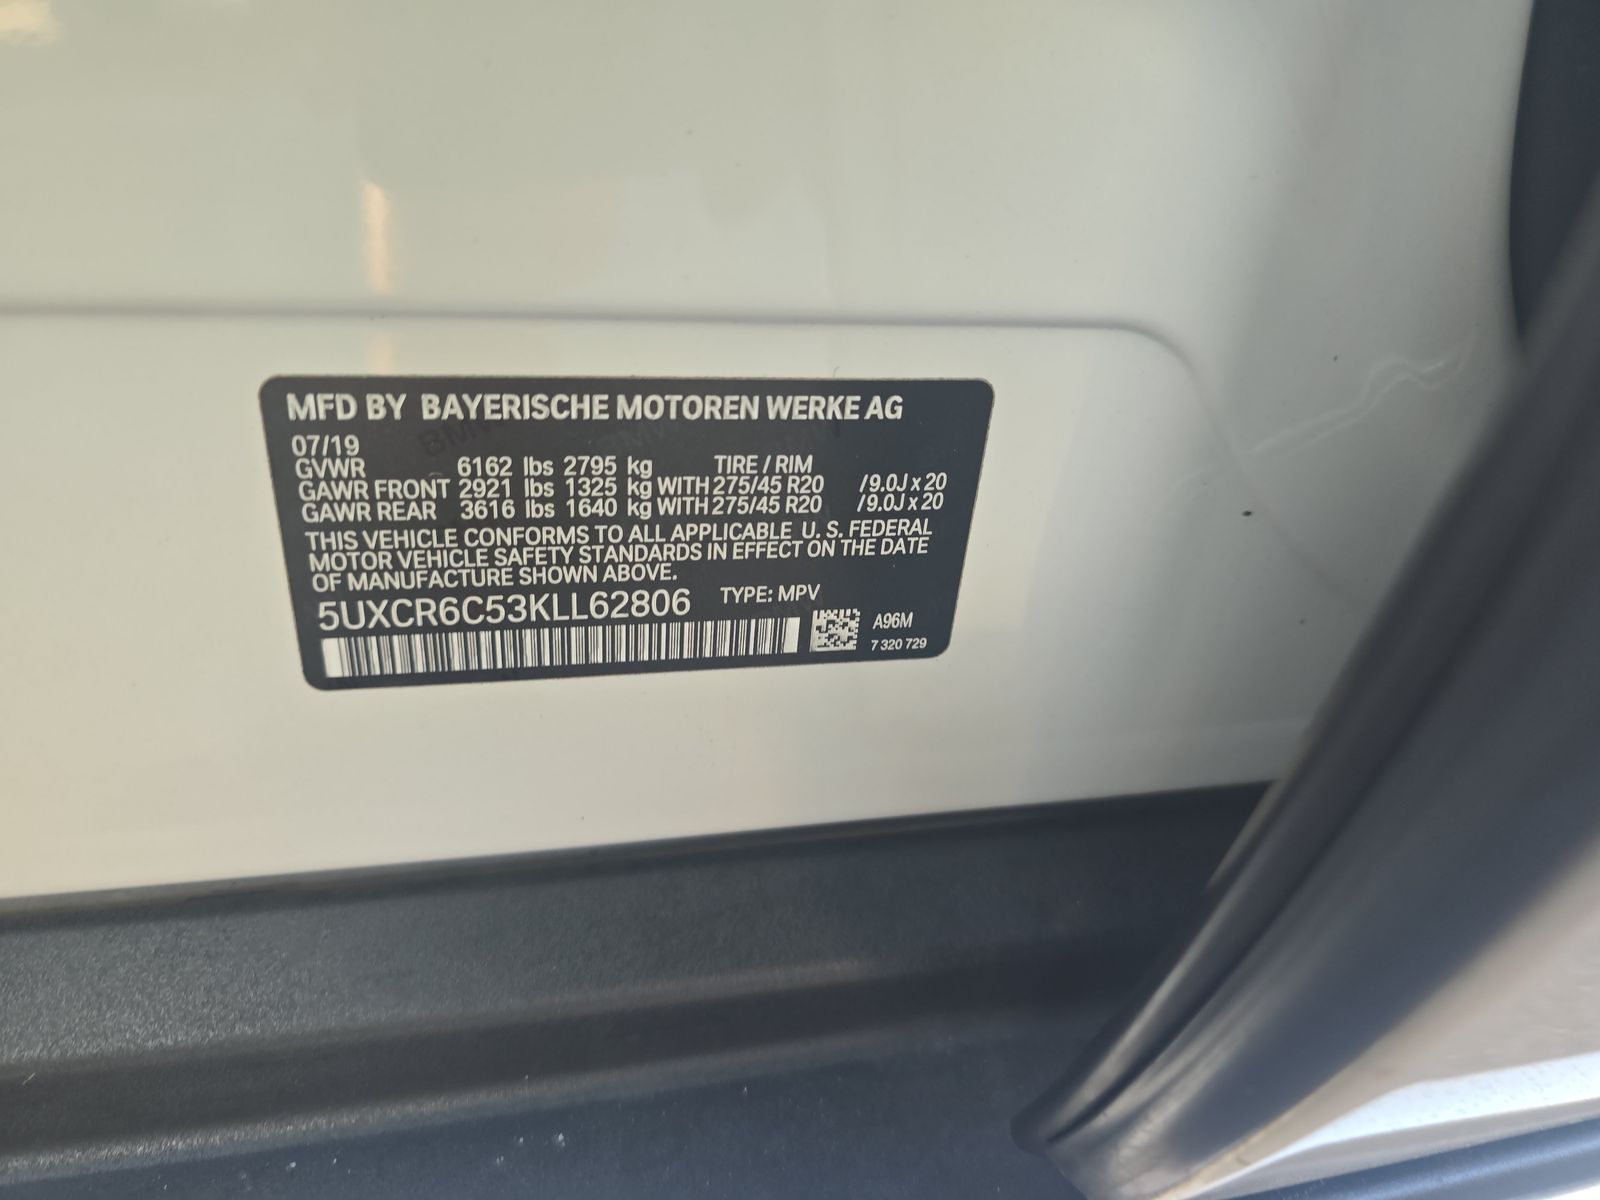 MFD BY BAYERISCHE MOTOREN WERKE AG
07/19
GVWR 6162 lbs 2795 kg TIRE / RIM
GAWR FRONT 2921 lbs 1325 kg WITH 275/45 R20 /9.0J x 20
GAWR REAR 3616 lbs 1640 kg WITH 275/45 R20 /9.0J x 20
THIS VEHICLE CONFORMS TO ALL APPLICABLE U. S. FEDERAL
MOTOR VEHICLE SAFETY STANDARDS IN EFFECT ON THE DATE
OF MANUFACTURE SHOWN ABOVE.
5UXCR6C53KLL62806 TYPE: MPV
A96M
7 320 729